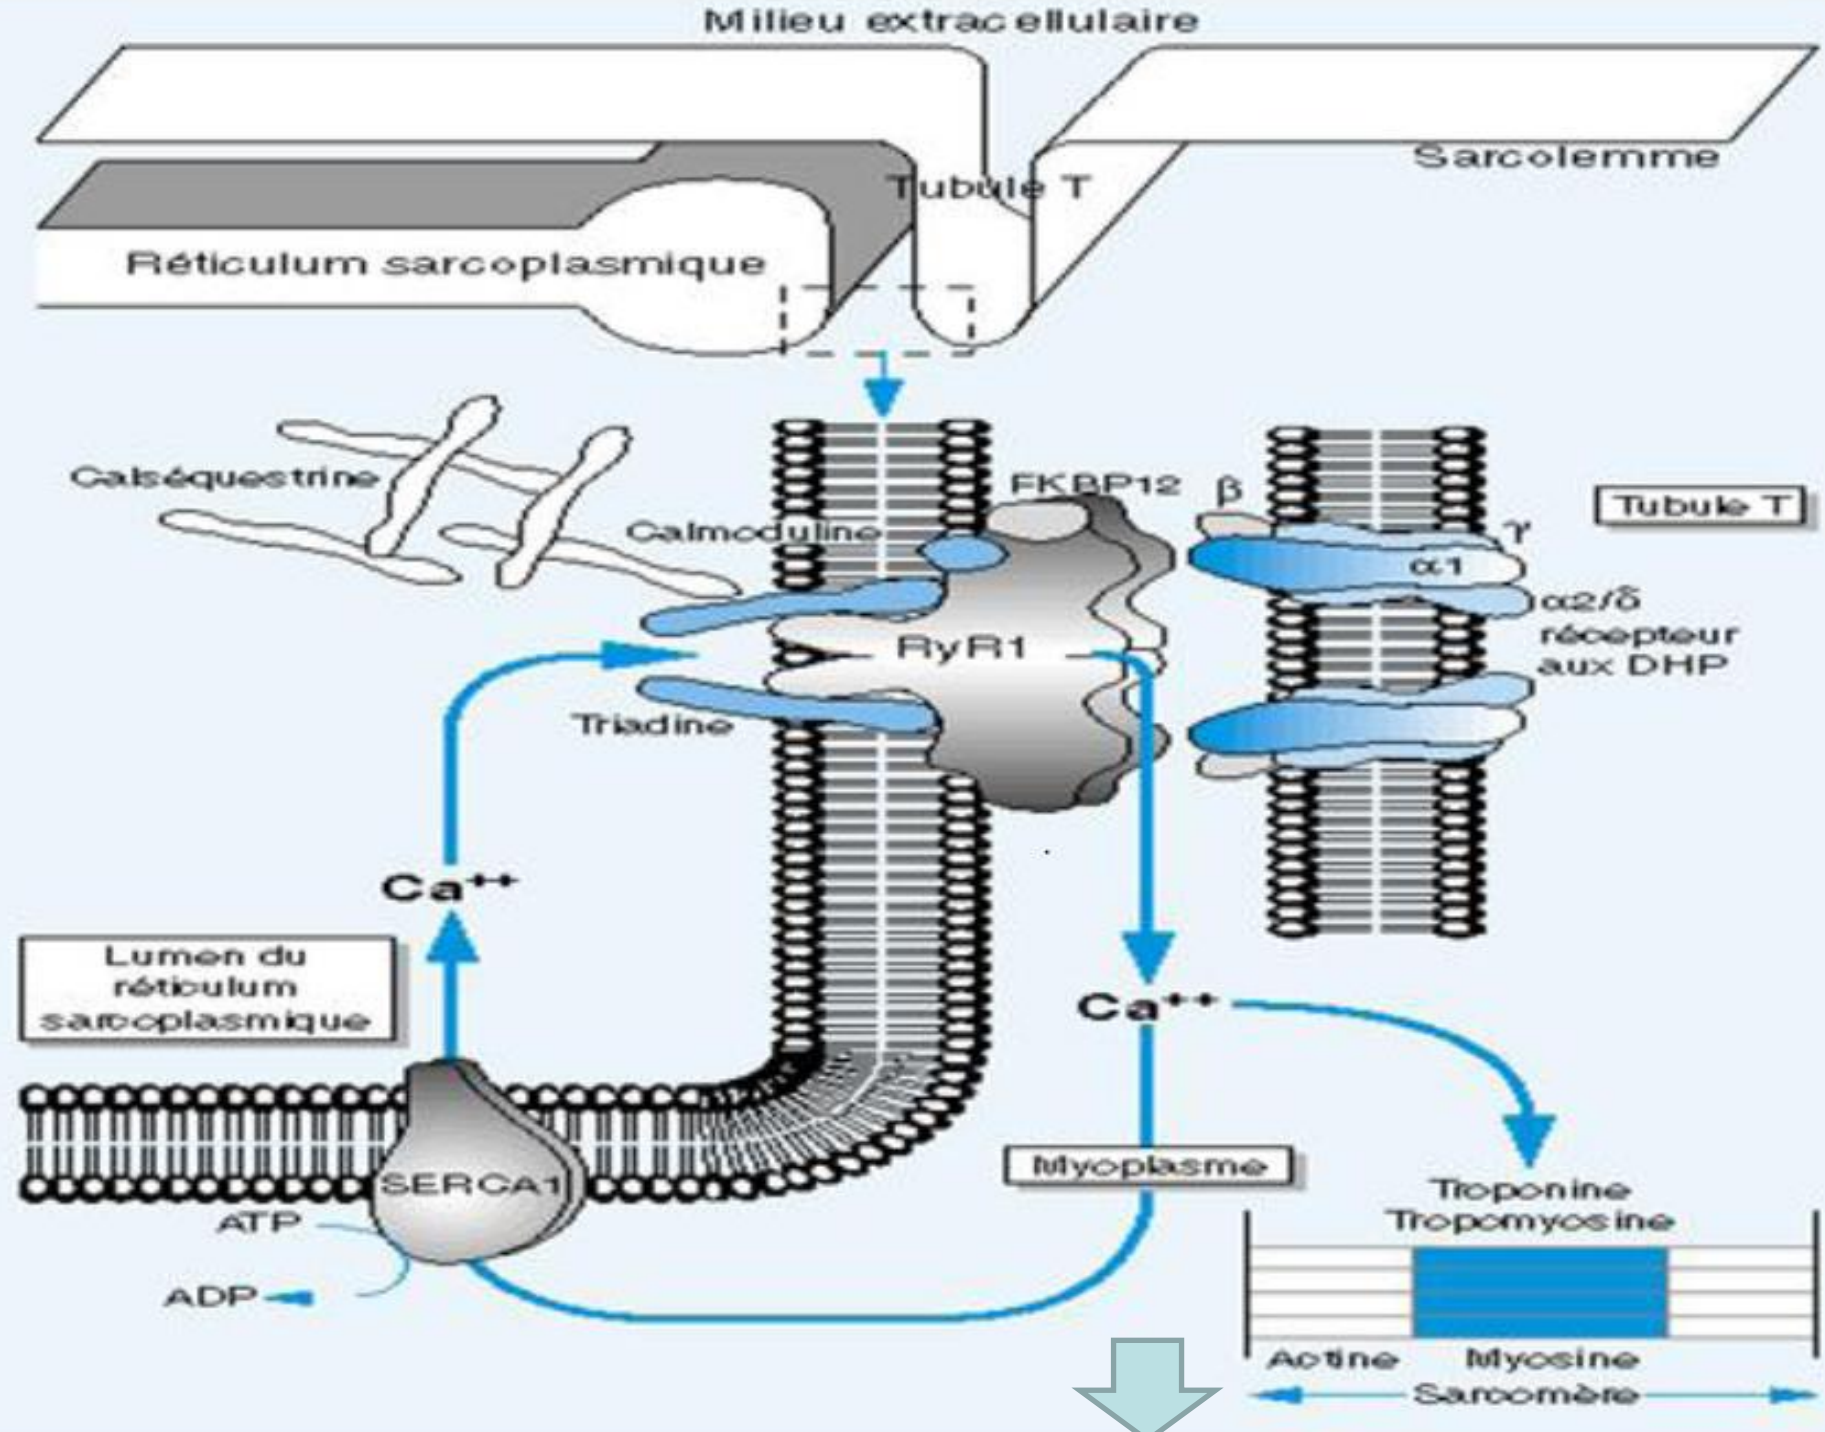 Milieu extracellulaire
Sarcolemme
Tubule T
Réticulum sarcoplasmique
Calséquestrine
FKBP12
β
Tubule T
Calmoduline
γ
α1
α2/δ
récepteur
aux DHP
RyR1
Triadine
Ca++
Lumen du
réticulum
sarcoplasmique
Ca++
SERCA1
Myoplasme
ATP
ADP
Troponine
Tropomyosine
Actine
Myosine
Sarcomère